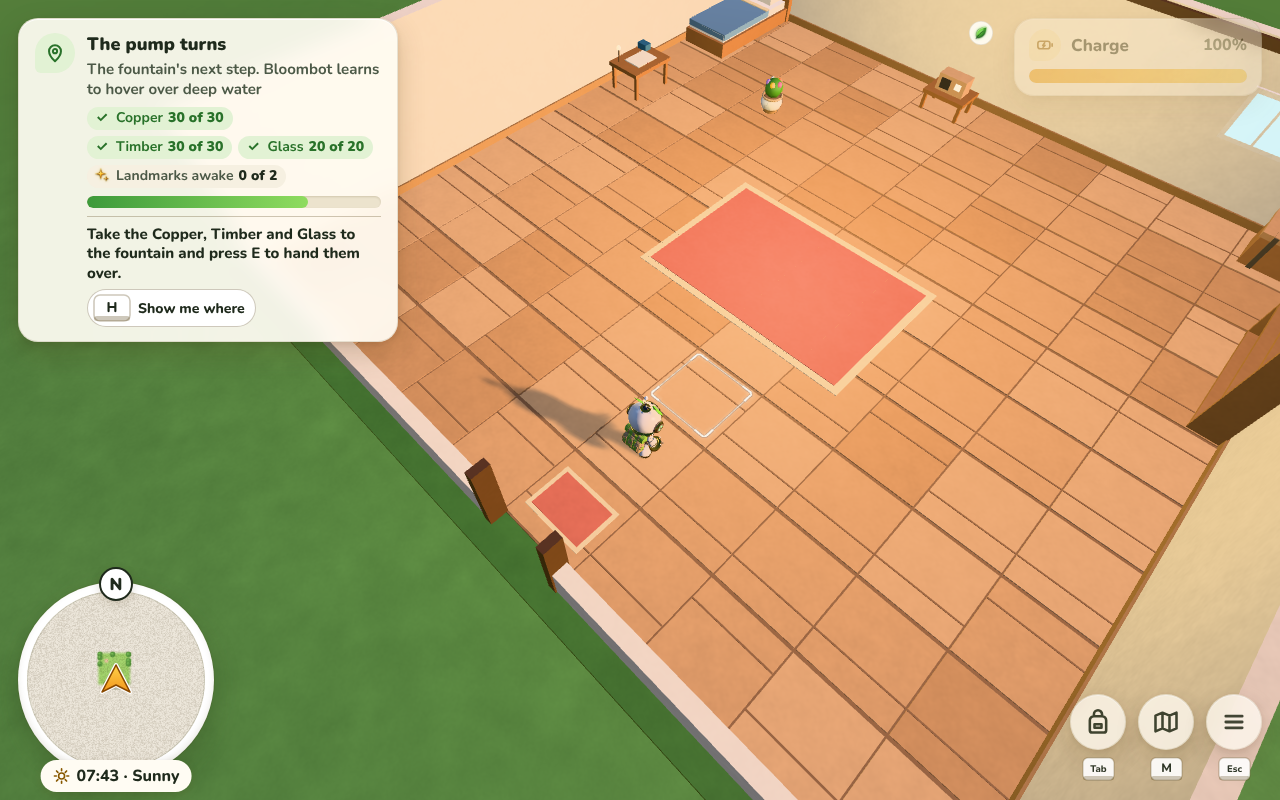 The pump turns
The fountain's next step. Bloombot learns
to hover over deep water
Copper 30 of 30
Timber 30 of 30 Glass 20 of 20
Landmarks awake 0 of 2
Take the Copper, Timber and Glass to
the fountain and press E to hand them
over.
H Show me where
Charge 100%
N
07:43 · Sunny
Tab M Esc